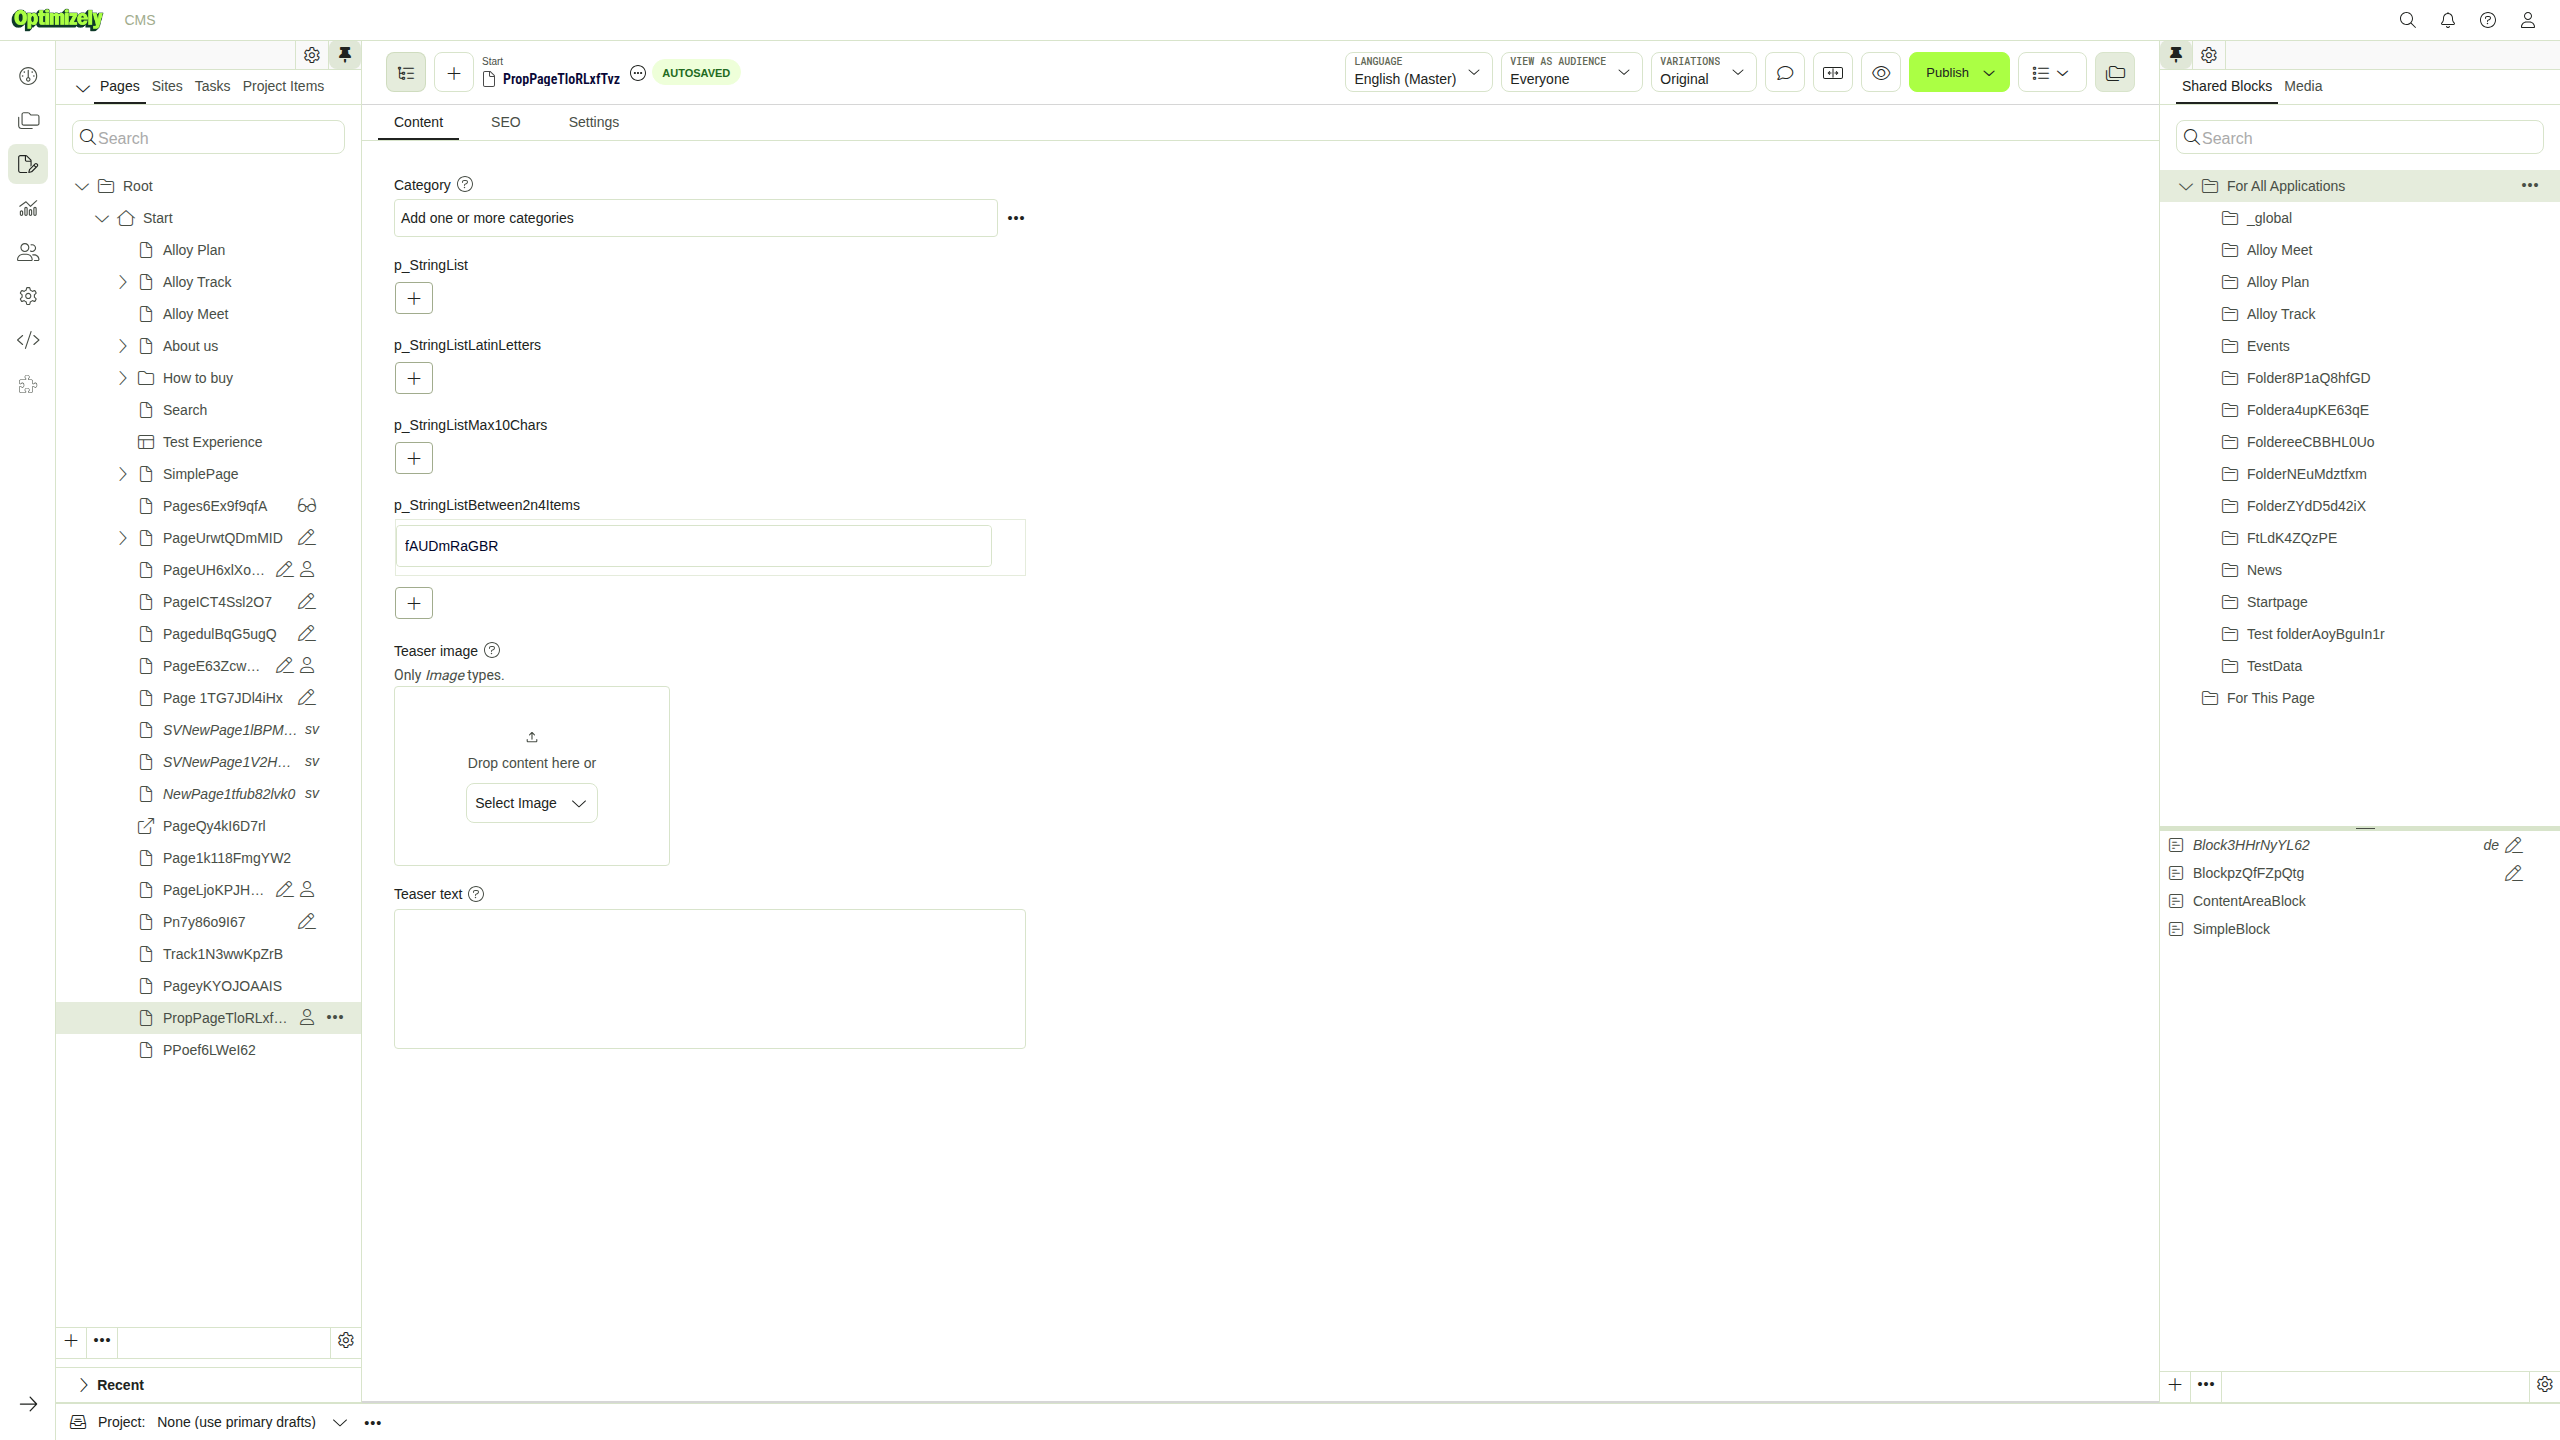 Optimizely CMS
Pages Sites Tasks Project Items
Search
Root
Start
Alloy Plan
Alloy Track
Alloy Meet
About us
How to buy
Search
Test Experience
SimplePage
Pages6Ex9f9qfA
PageUrwtQDmMID
PageUH6xlXo...
PageICT4Ssl2O7
PagedulBqG5ugQ
PageE63Zcw...
Page 1TG7JDl4iHx
SVNewPage1lBPM... sv
SVNewPage1V2H... sv
NewPage1tfub82lvk0 sv
PageQy4kI6D7rl
Page1k118FmgYW2
PageLjoKPJH...
Pn7y86o9I67
Track1N3wwKpZrB
PageyKYOJOAAIS
PropPageTloRLxf...
PPoef6LWeI62
Recent
Project: None (use primary drafts)
Start
PropPageTloRLxfTvz
AUTOSAVED
LANGUAGE
English (Master)
VIEW AS AUDIENCE
Everyone
VARIATIONS
Original
Publish
Content SEO Settings
Category
Add one or more categories
p_StringList
p_StringListLatinLetters
p_StringListMax10Chars
p_StringListBetween2n4Items
fAUDmRaGBR
Teaser image
Only Image types.
Drop content here or
Select Image
Teaser text
Shared Blocks Media
Search
For All Applications
_global
Alloy Meet
Alloy Plan
Alloy Track
Events
Folder8P1aQ8hfGD
Foldera4upKE63qE
FoldereeCBBHL0Uo
FolderNEuMdztfxm
FolderZYdD5d42iX
FtLdK4ZQzPE
News
Startpage
Test folderAoyBguIn1r
TestData
For This Page
Block3HHrNyYL62 de
BlockpzQfFZpQtg
ContentAreaBlock
SimpleBlock